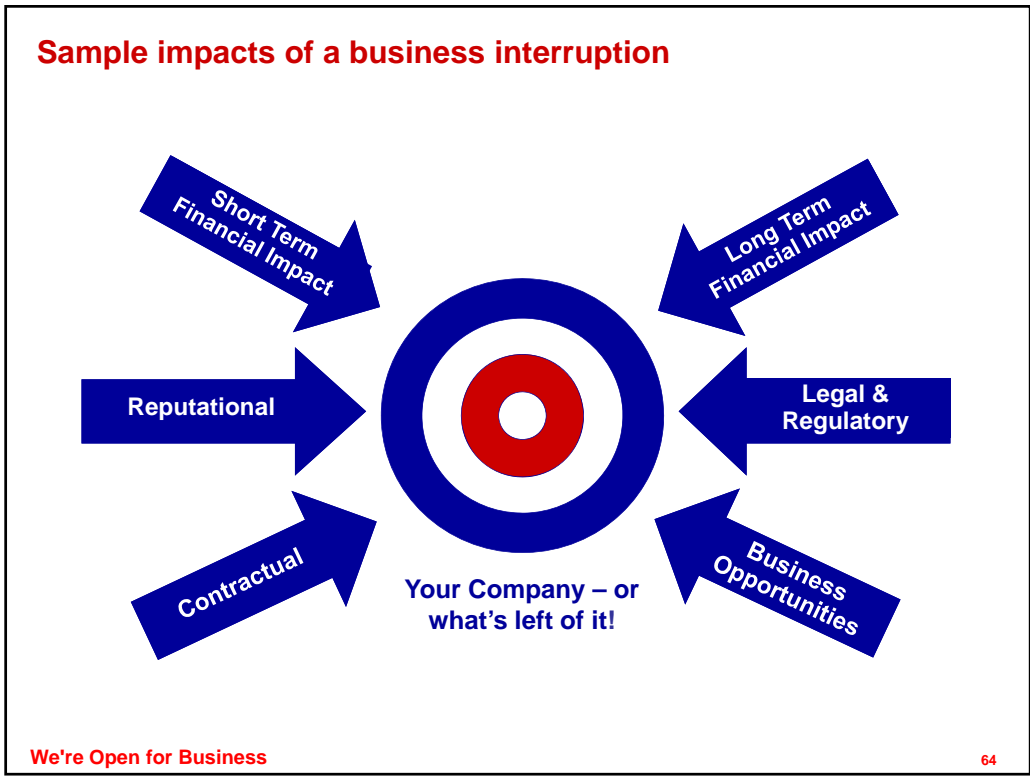 Sample impacts of a business interruption
Short Term
Financial Impact
Long Term
Financial Impact
Reputational
Legal &
Regulatory
Contractual
Business
Opportunities
Your Company – or
what’s left of it!
We're Open for Business
64